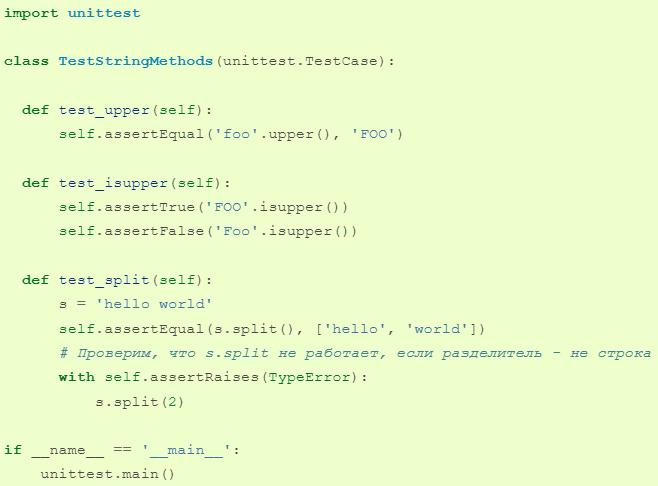 import unittest
class TestStringMethods(unittest.TestCase):
  def test_upper(self):
      self.assertEqual('foo'.upper(), 'FOO')
  def test_isupper(self):
      self.assertTrue('FOO'.isupper())
      self.assertFalse('Foo'.isupper())
  def test_split(self):
      s = 'hello world'
      self.assertEqual(s.split(), ['hello', 'world'])
      # Проверим, что s.split не работает, если разделитель - не строка
      with self.assertRaises(TypeError):
          s.split(2)
if __name__ == '__main__':
    unittest.main()